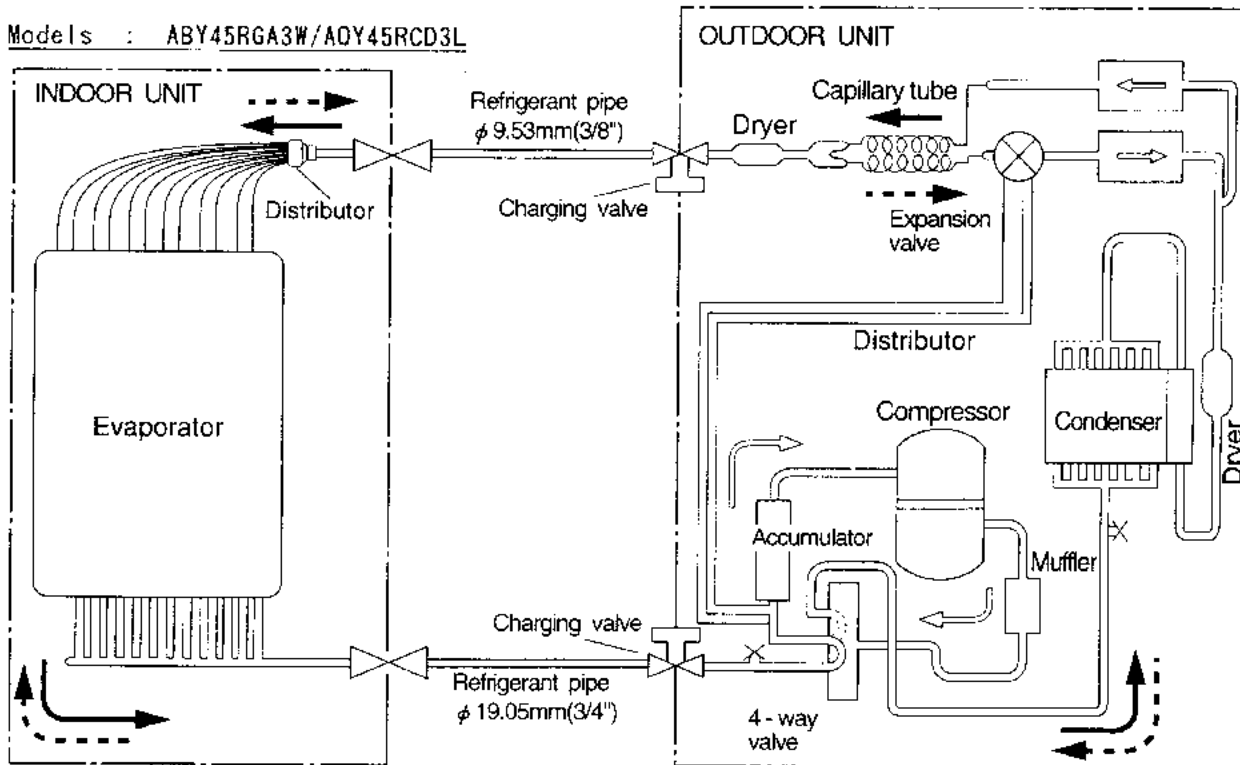 Models : ABY45RGA3W/AOY45RCD3L
OUTDOOR UNIT
INDOOR UNIT
Refrigerant pipe
φ 9.53mm(3/8")
Capillary tube
Dryer
Distributor
Charging valve
Expansion
valve
Distributor
Evaporator
Compressor
Condenser
Dryer
Accumulator
Muffler
Charging valve
Refrigerant pipe
φ 19.05mm(3/4")
4-way
valve